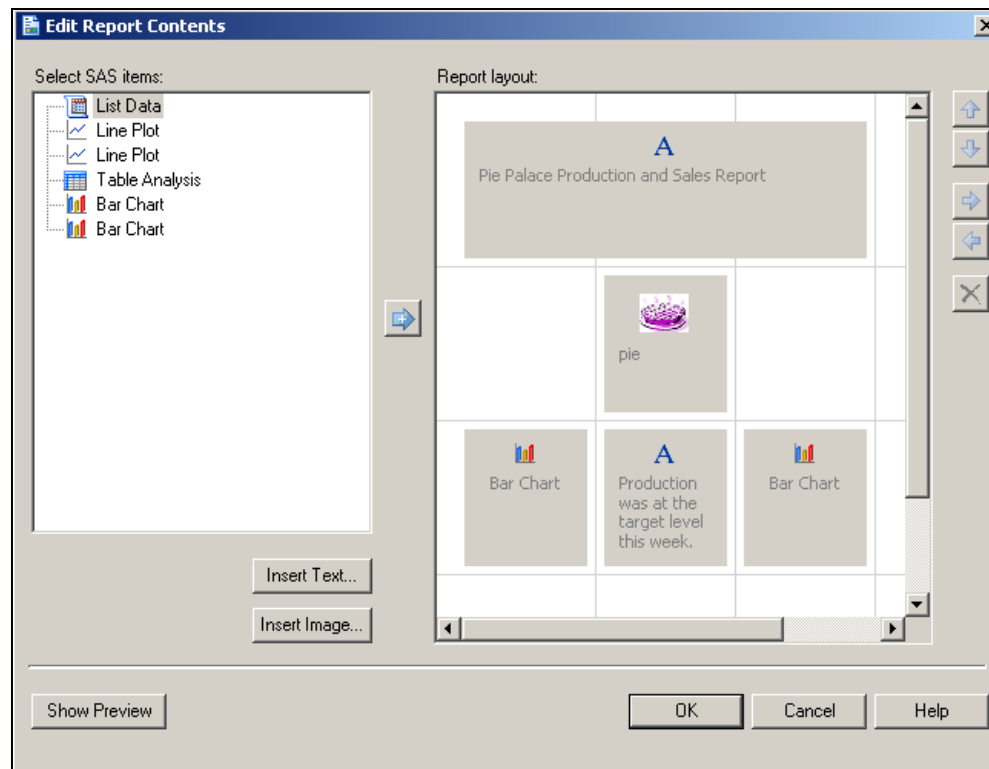 Edit Report Contents
Select SAS items:
Report layout:
List Data
Line Plot
Line Plot
Table Analysis
Bar Chart
Bar Chart
A
Pie Palace Production and Sales Report
pie
Bar Chart
A
Production
was at the
target level
this week.
Bar Chart
Insert Text...
Insert Image...
Show Preview
OK
Cancel
Help